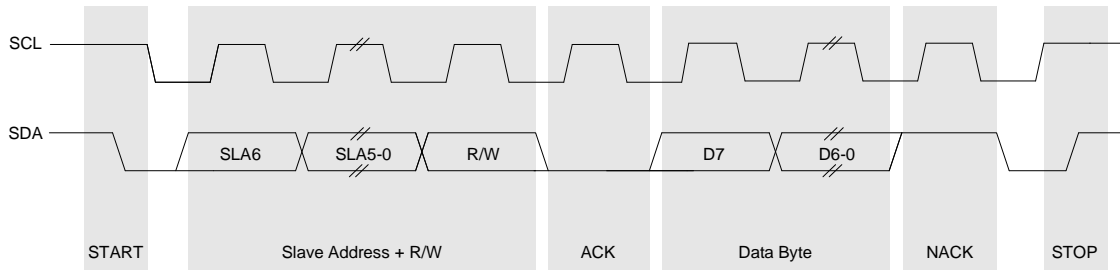 SCL
SDA
SLA6
SLA5-0
R/W
D7
D6-0
START
Slave Address + R/W
ACK
Data Byte
NACK
STOP